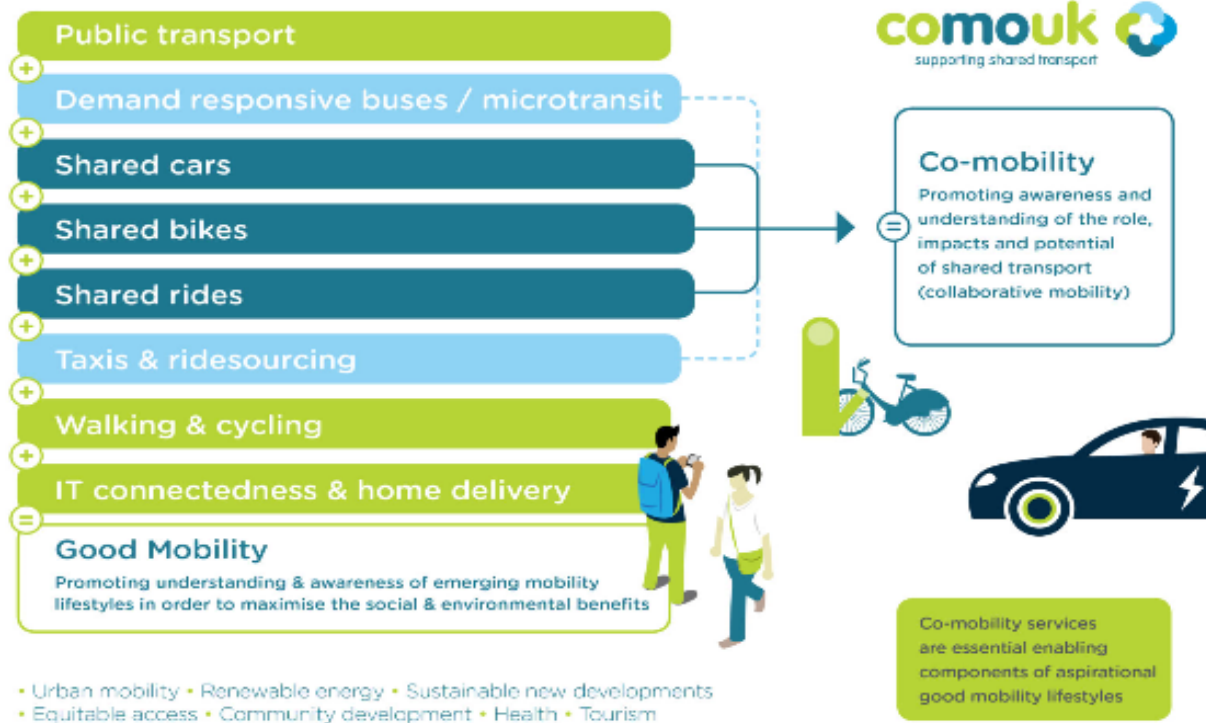 Public transport
+
Demand responsive buses / microtransit
+
Shared cars
+
Shared bikes
+
Shared rides
+
Taxis & ridesourcing
+
Walking & cycling
+
IT connectedness & home delivery
=
Good Mobility
Promoting understanding & awareness of emerging mobility
lifestyles in order to maximise the social & environmental benefits
• Urban mobility • Renewable energy • Sustainable new developments
• Equitable access • Community development • Health • Tourism
comouk
supporting shared transport
=
Co-mobility
Promoting awareness and
understanding of the role,
impacts and potential
of shared transport
(collaborative mobility)
Co-mobility services
are essential enabling
components of aspirational
good mobility lifestyles